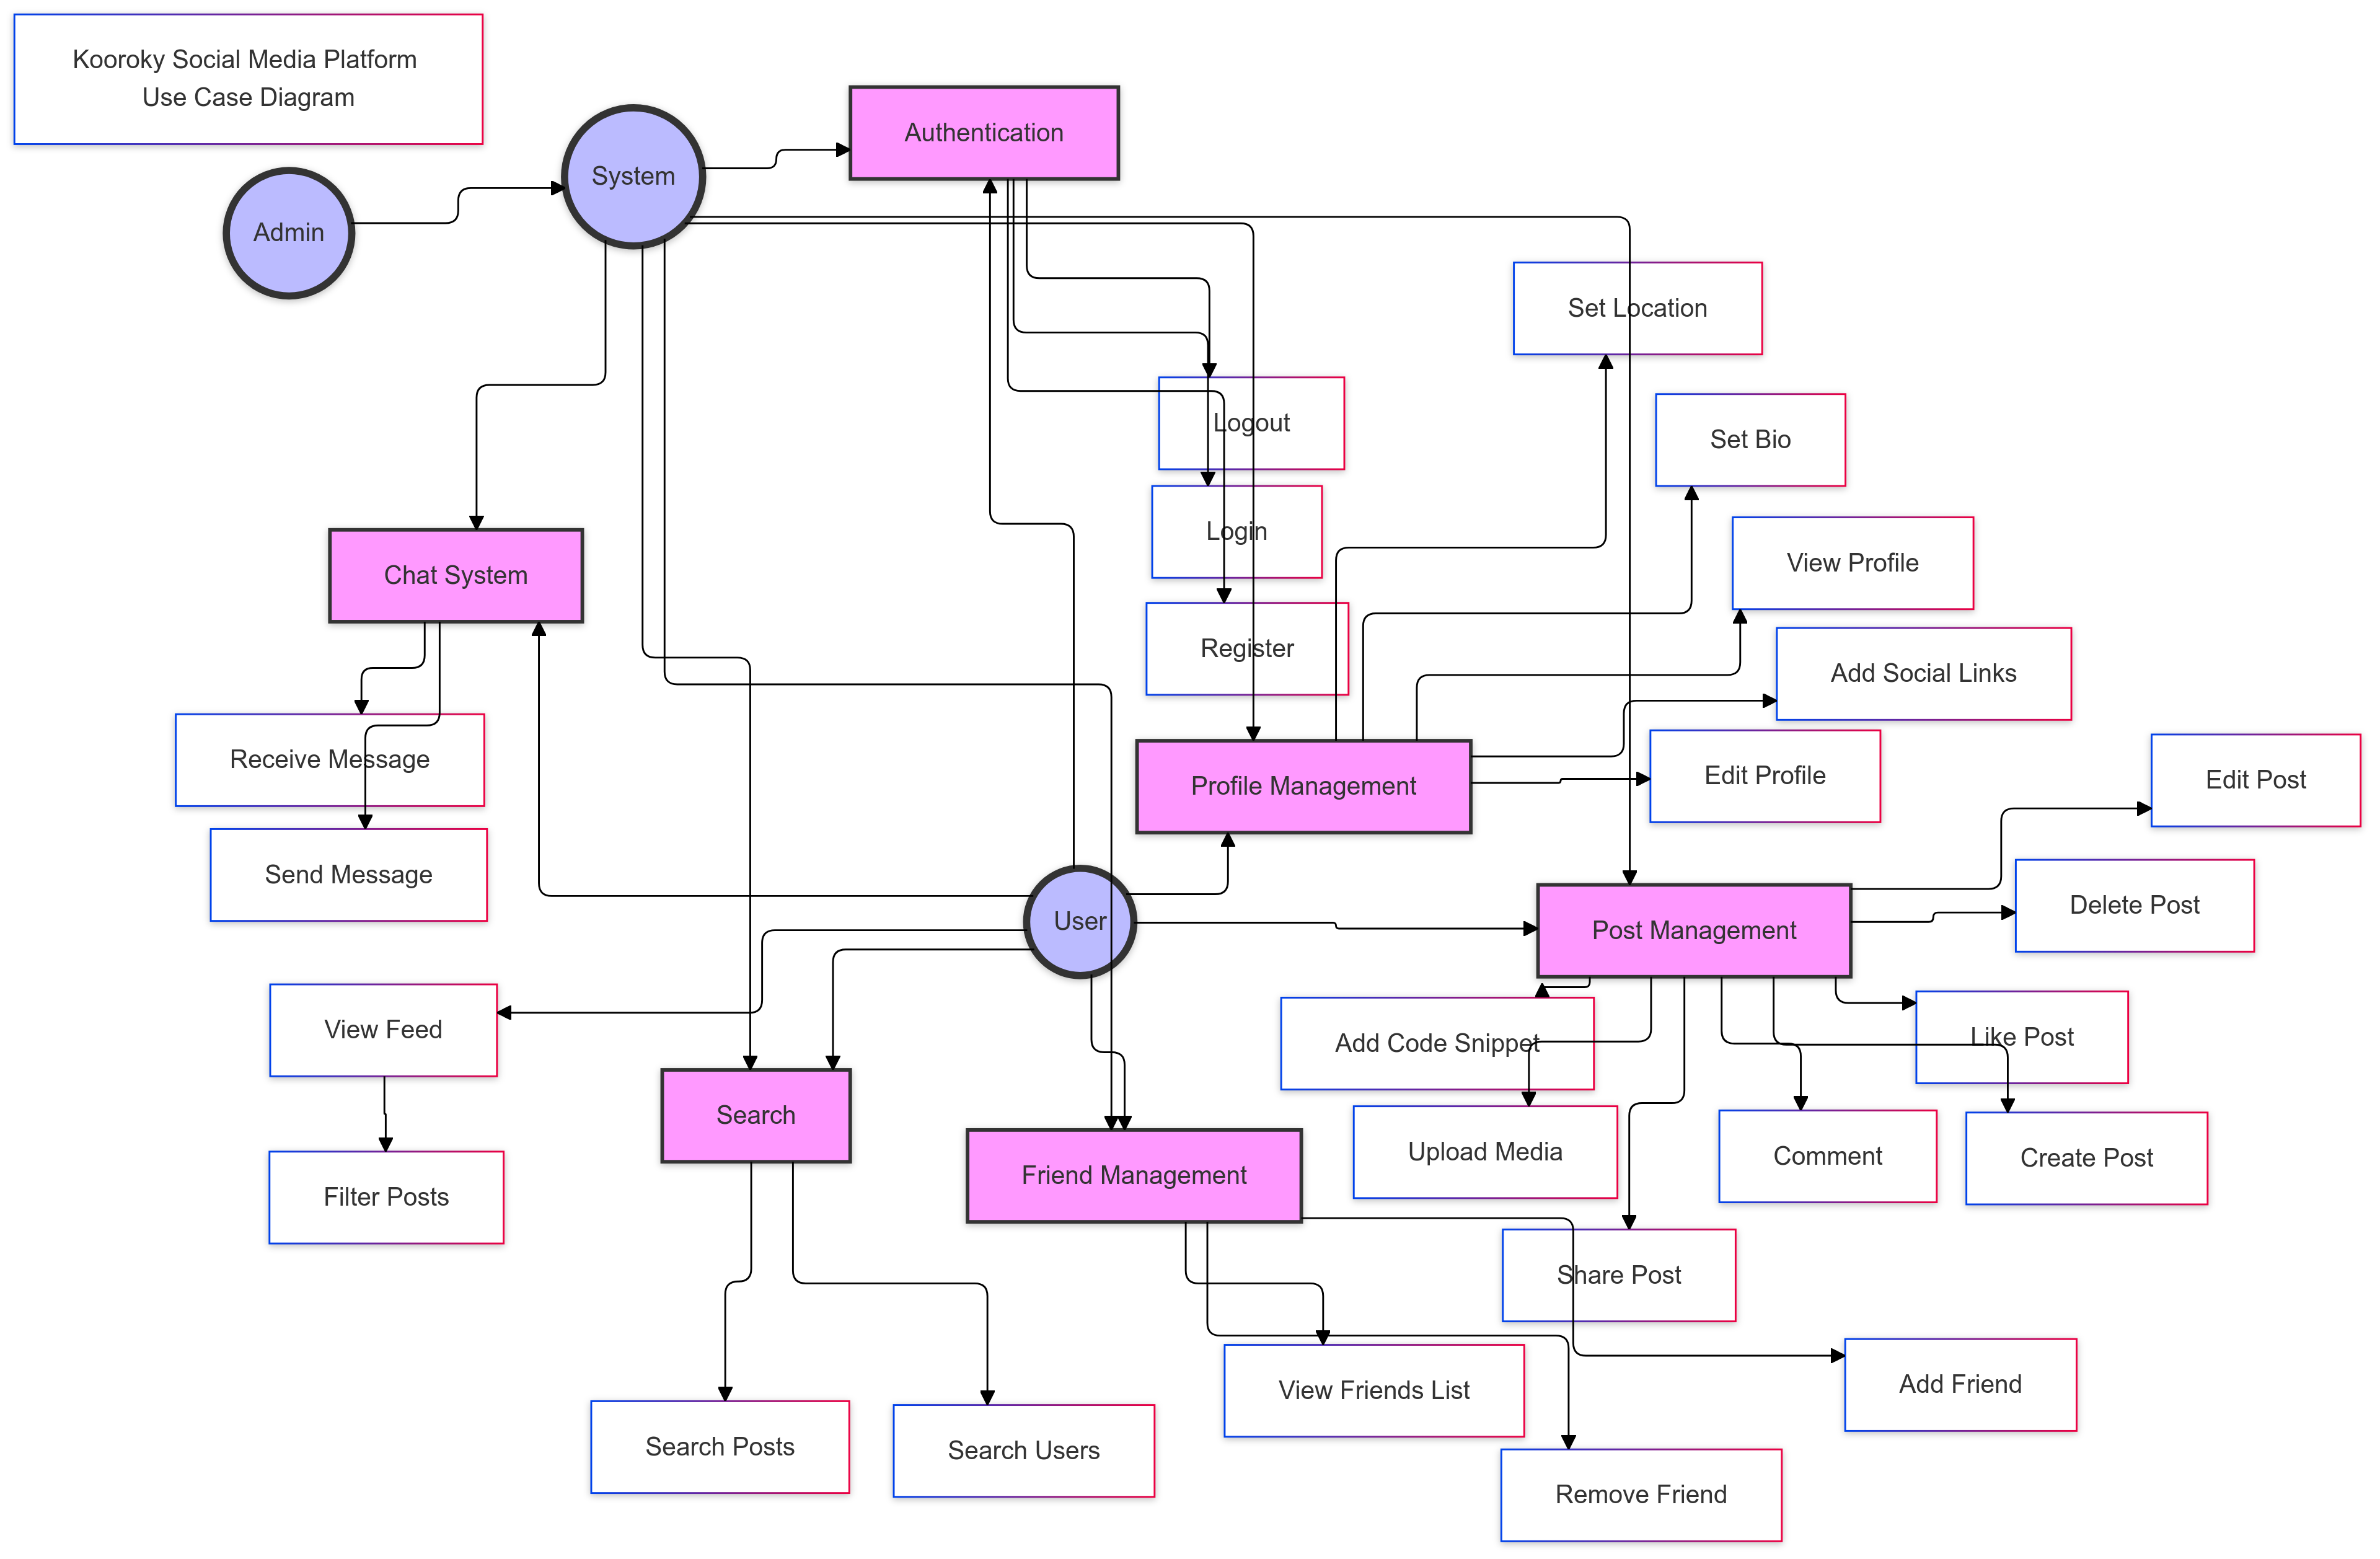 Kooroky Social Media Platform
Use Case Diagram
Authentication
System
Admin
Set Location
Logout
Set Bio
Login
View Profile
Chat System
Register
Add Social Links
Receive Message
Profile Management
Edit Profile
Edit Post
Send Message
User
Post Management
Delete Post
View Feed
Add Code Snippet
Like Post
Search
Upload Media
Comment
Create Post
Filter Posts
Friend Management
Share Post
View Friends List
Add Friend
Search Posts
Search Users
Remove Friend